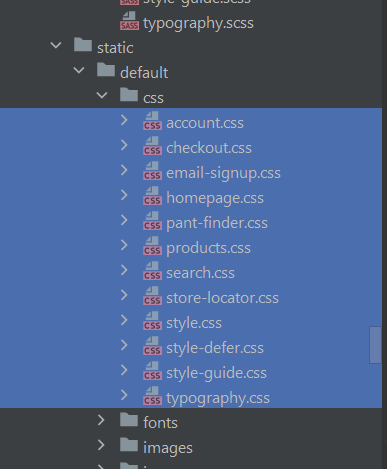 style-guide.scss
SASS typography.scss
static
default
css
CSS account.css
CSS checkout.css
CSS email-signup.css
CSS homepage.css
CSS pant-finder.css
CSS products.css
CSS search.css
CSS store-locator.css
CSS style.css
CSS style-defer.css
CSS style-guide.css
CSS typography.css
fonts
images